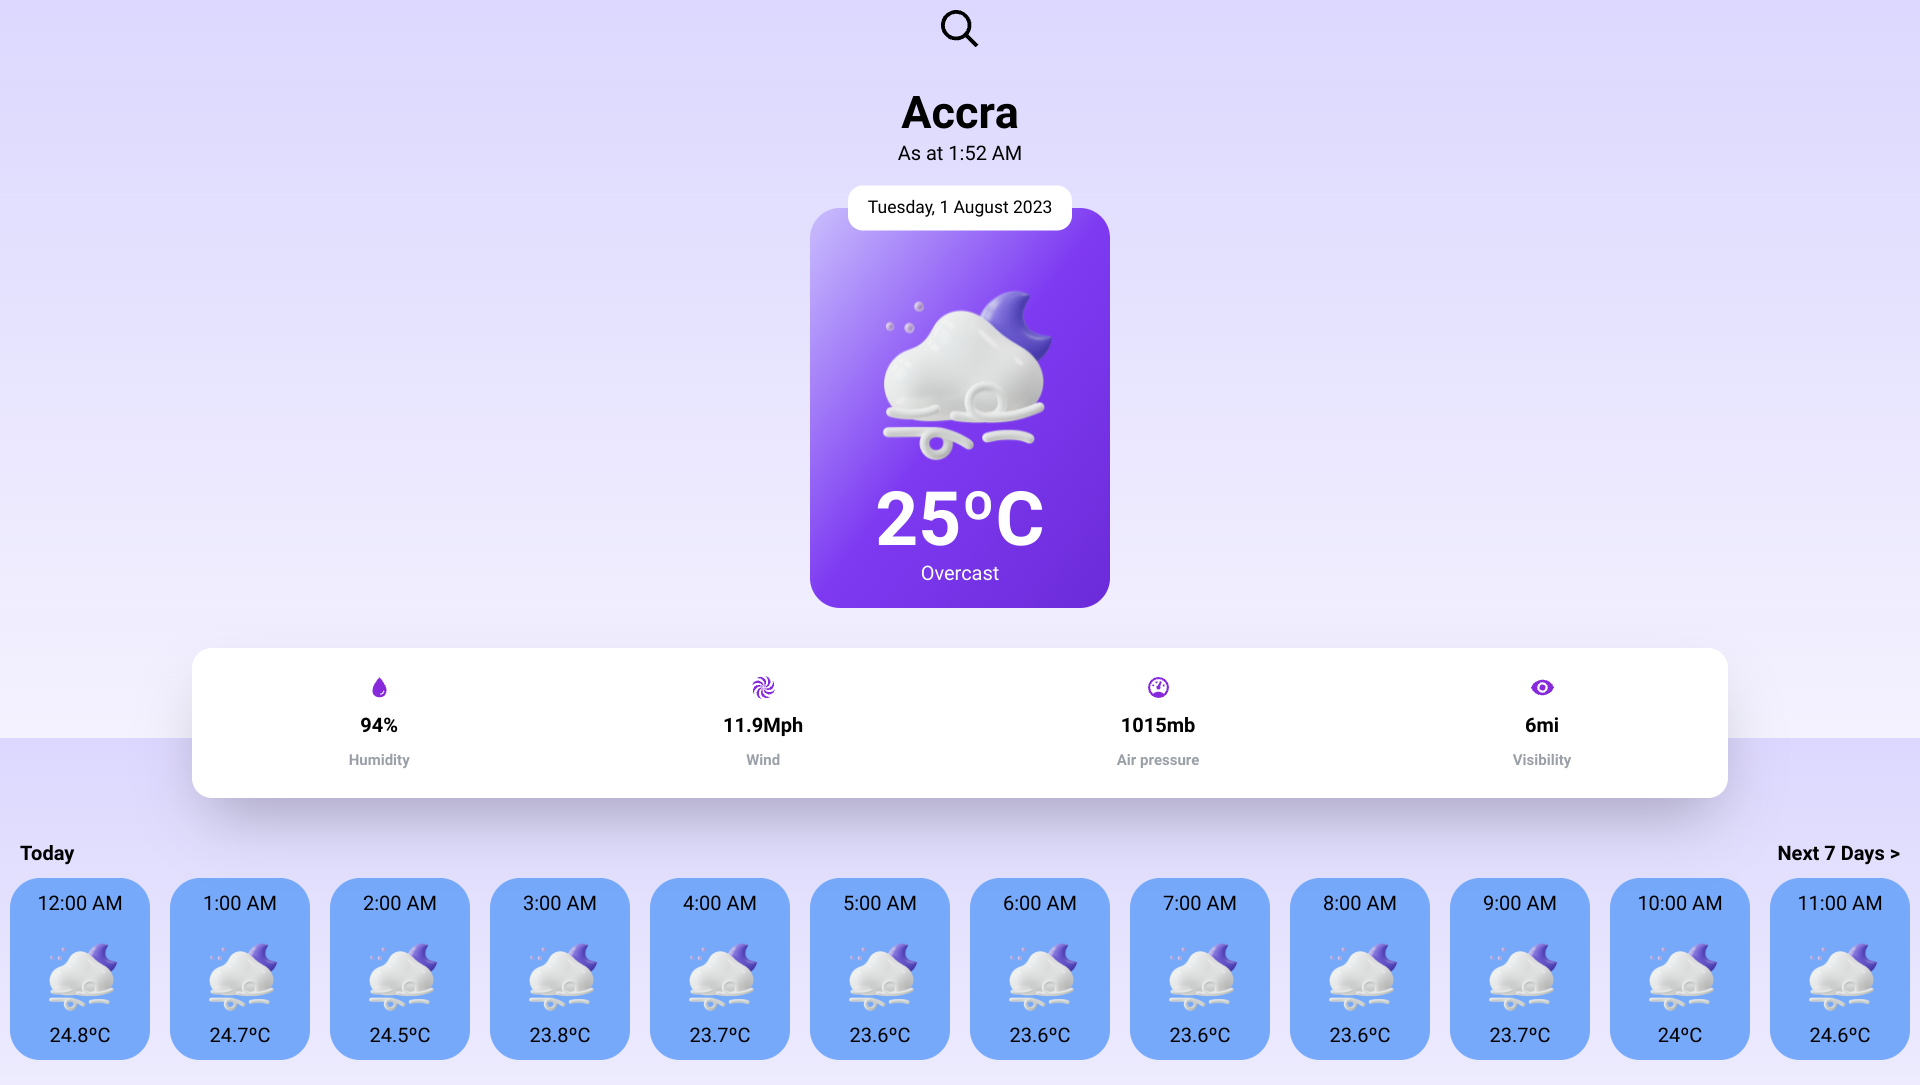 Accra
As at 1:52 AM
Tuesday, 1 August 2023
25ºC
Overcast
94%
Humidity
11.9Mph
Wind
1015mb
Air pressure
6mi
Visibility
Today
Next 7 Days >
12:00 AM
24.8ºC
1:00 AM
24.7ºC
2:00 AM
24.5ºC
3:00 AM
23.8ºC
4:00 AM
23.7ºC
5:00 AM
23.6ºC
6:00 AM
23.6ºC
7:00 AM
23.6ºC
8:00 AM
23.6ºC
9:00 AM
23.7ºC
10:00 AM
24ºC
11:00 AM
24.6ºC